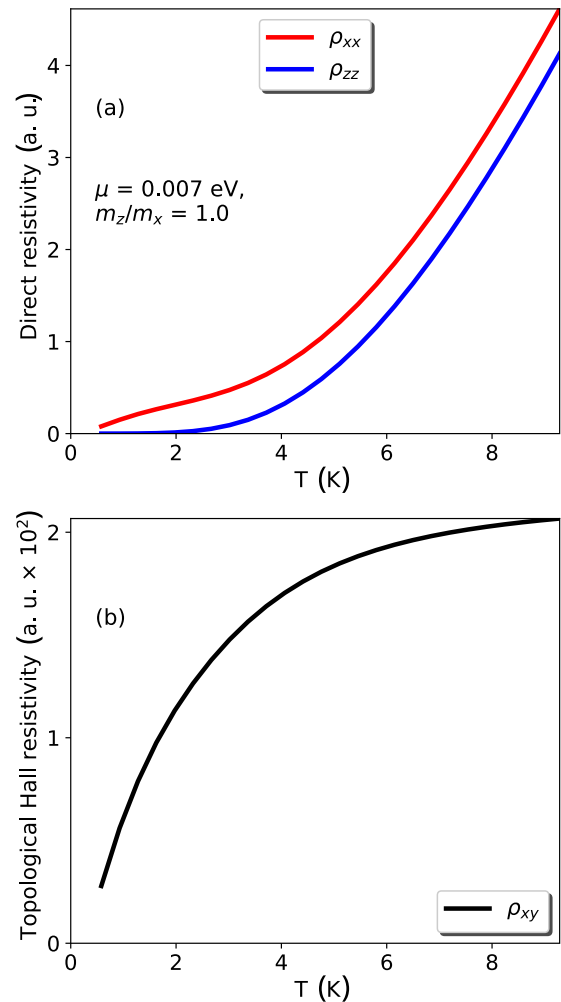 ρxx
ρzz
(a)
μ = 0.007 eV,
mz/mx = 1.0
Direct resistivity (a. u.)
4
3
2
1
0
0 2 4 6 8
T (K)
Topological Hall resistivity (a. u. × 10²)
2
1
0
(b)
ρxy
0 2 4 6 8
T (K)